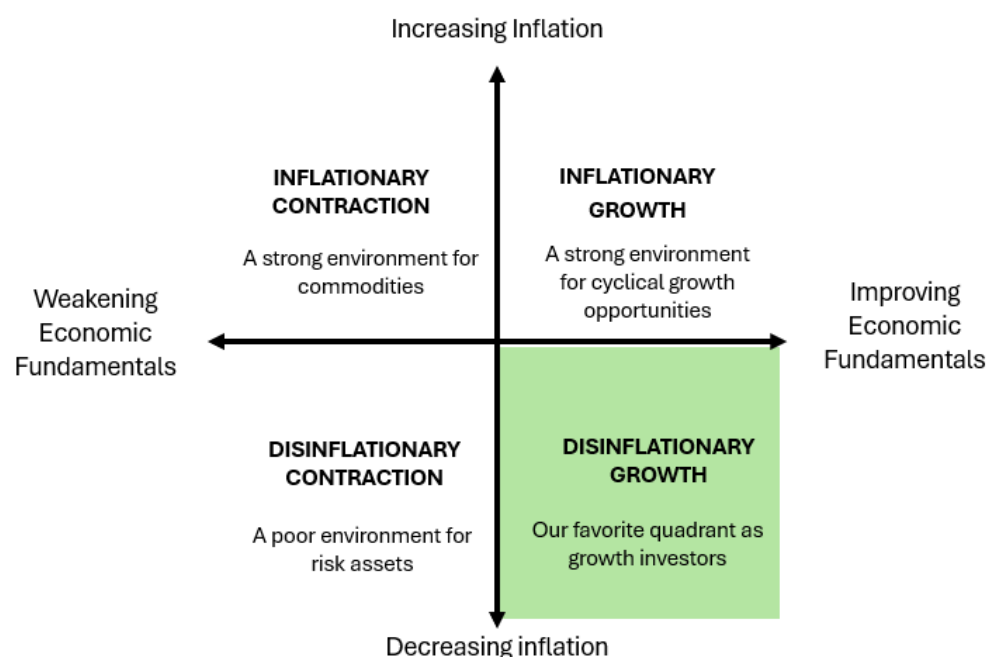 Increasing Inflation
INFLATIONARY
CONTRACTION
A strong environment for
commodities
INFLATIONARY
GROWTH
A strong environment
for cyclical growth
opportunities
Weakening
Economic
Fundamentals
Improving
Economic
Fundamentals
DISINFLATIONARY
CONTRACTION
A poor environment for
risk assets
DISINFLATIONARY
GROWTH
Our favorite quadrant as
growth investors
Decreasing inflation